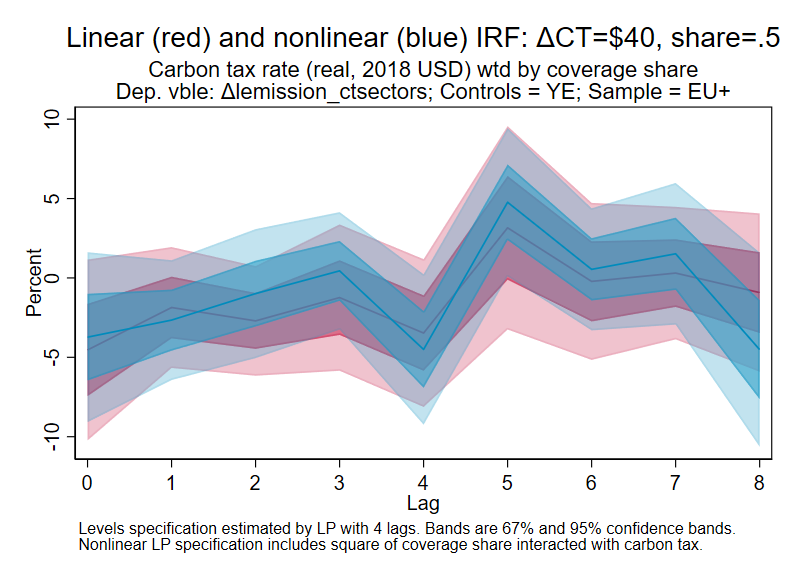 Linear (red) and nonlinear (blue) IRF: ΔCT=$40, share=.5
Carbon tax rate (real, 2018 USD) wtd by coverage share
Dep. vble: Δlemission_ctsectors; Controls = YE; Sample = EU+
10
5
0
-5
-10
Percent
0 1 2 3 4 5 6 7 8
Lag
Levels specification estimated by LP with 4 lags. Bands are 67% and 95% confidence bands.
Nonlinear LP specification includes square of coverage share interacted with carbon tax.